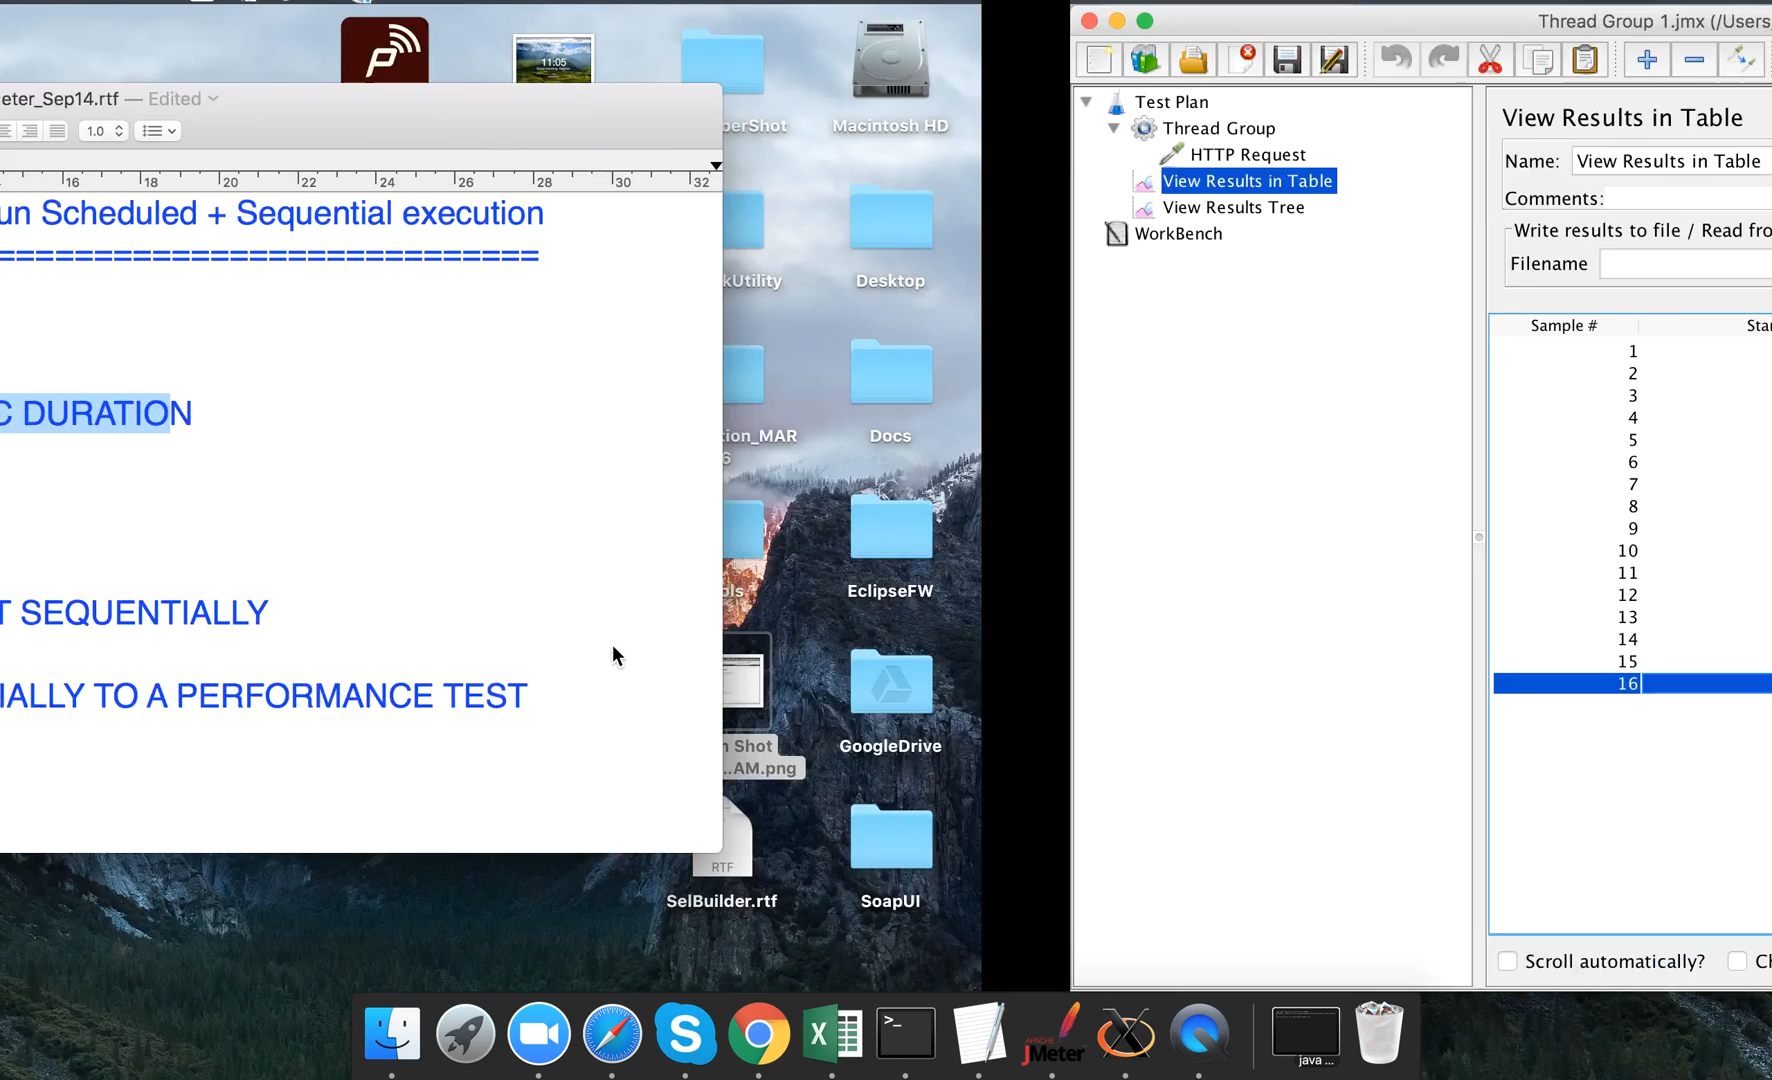 11:05
Macintosh HD
eter_Sep14.rtf — Edited
1.0
16 18 20 22 24 26 28 30 32
un Scheduled + Sequential execution
============================
C DURATION
T SEQUENTIALLY
IALLY TO A PERFORMANCE TEST
berShot
kUtility
Desktop
tion_MAR
6
Docs
ols
EclipseFW
n Shot
...AM.png
GoogleDrive
RTF
SelBuilder.rtf
SoapUI
Thread Group 1.jmx (/Users
Test Plan
Thread Group
HTTP Request
View Results in Table
View Results Tree
WorkBench
View Results in Table
Name: View Results in Table
Comments:
Write results to file / Read fro
Filename
Sample # Star
1
2
3
4
5
6
7
8
9
10
11
12
13
14
15
16
Scroll automatically? Ch
APACHE
JMeter
java ...